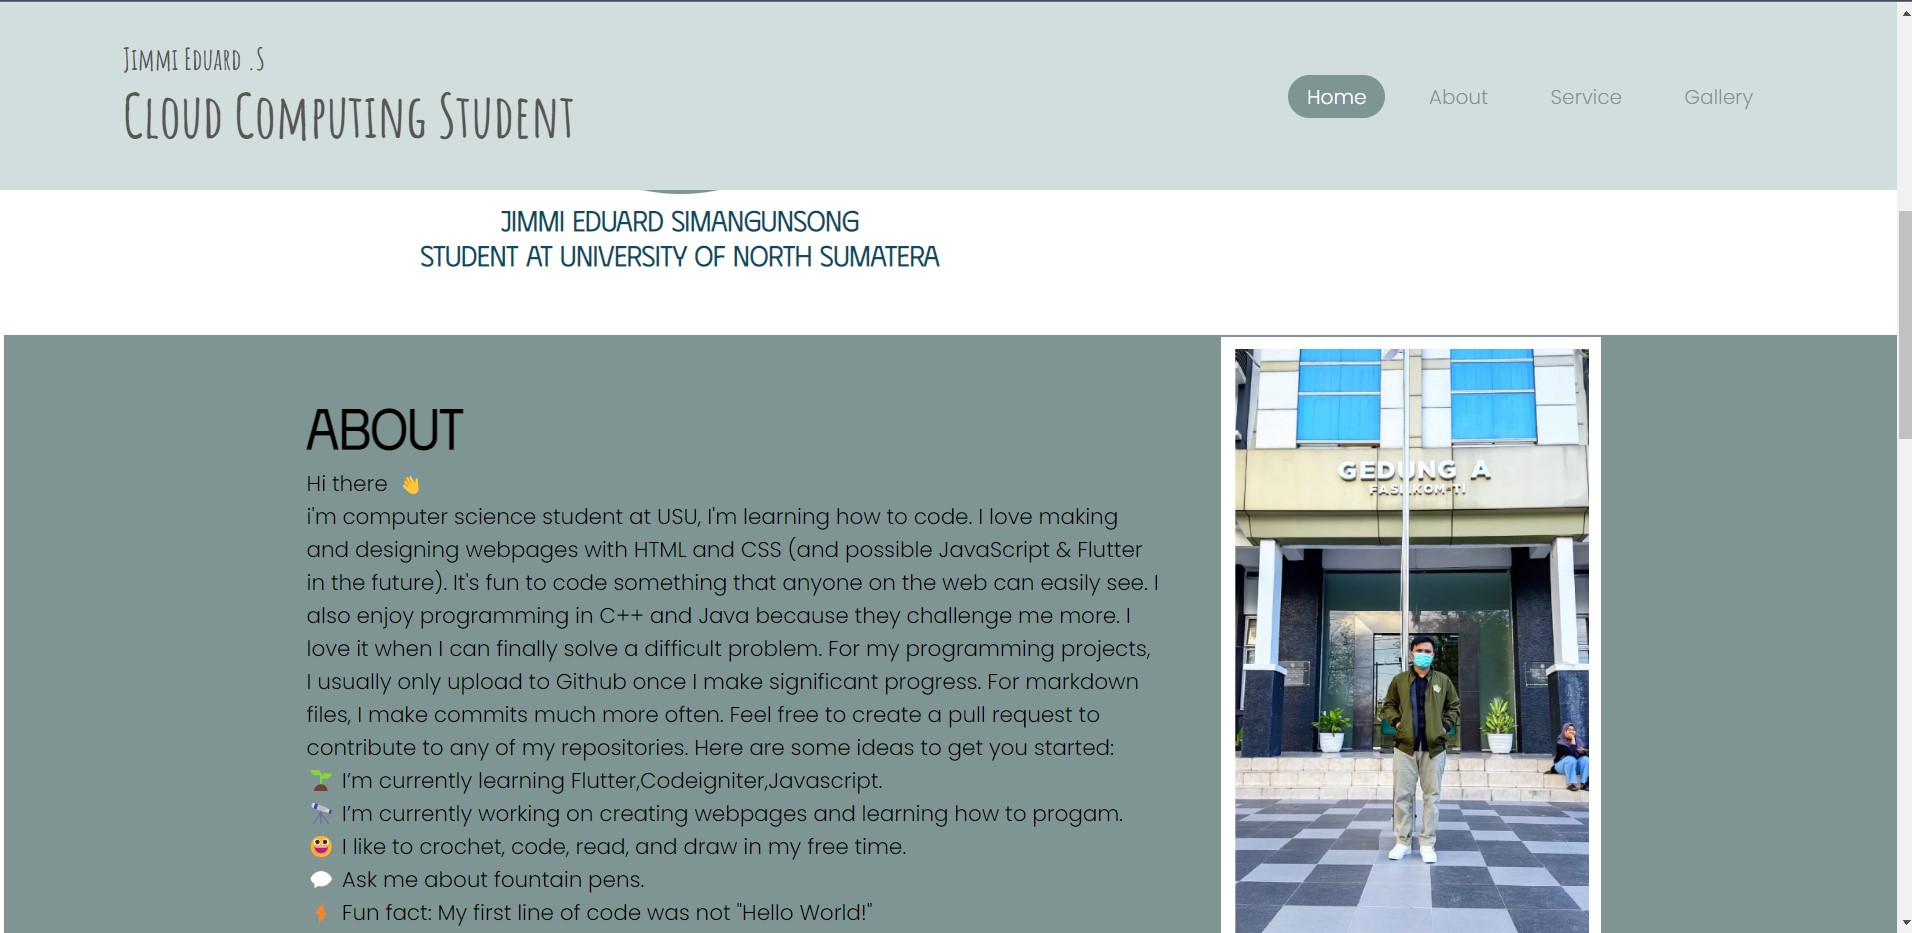 Jimmi Eduard .S
Cloud Computing Student
Home About Service Gallery
JIMMI EDUARD SIMANGUNSONG
STUDENT AT UNIVERSITY OF NORTH SUMATERA
ABOUT
Hi there 👋
i'm computer science student at USU, I'm learning how to code. I love making
and designing webpages with HTML and CSS (and possible JavaScript & Flutter
in the future). It's fun to code something that anyone on the web can easily see. I
also enjoy programming in C++ and Java because they challenge me more. I
love it when I can finally solve a difficult problem. For my programming projects,
I usually only upload to Github once I make significant progress. For markdown
files, I make commits much more often. Feel free to create a pull request to
contribute to any of my repositories. Here are some ideas to get you started:
🌱 I’m currently learning Flutter,Codeigniter,Javascript.
🔭 I’m currently working on creating webpages and learning how to progam.
😄 I like to crochet, code, read, and draw in my free time.
💬 Ask me about fountain pens.
⚡ Fun fact: My first line of code was not "Hello World!"
GEDUNG A